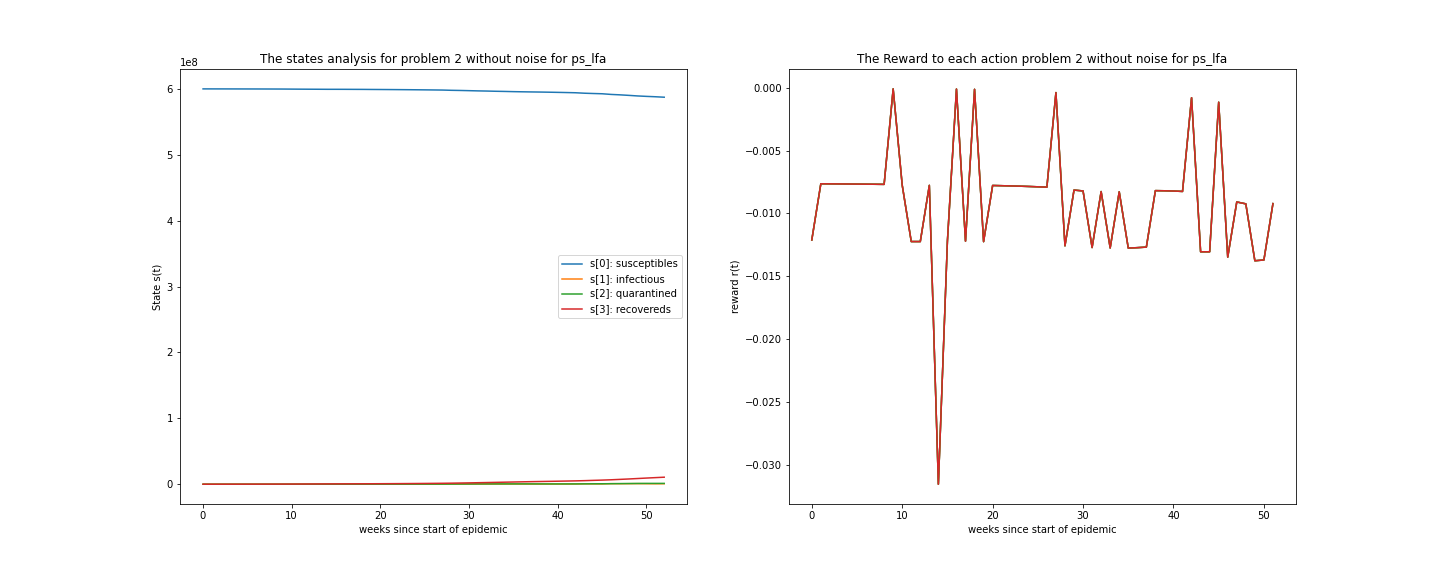 The states analysis for problem 2 without noise for ps_lfa
1e8
6
5
4
3
2
1
0
State s(t)
s[0]: susceptibles
s[1]: infectious
s[2]: quarantined
s[3]: recovereds
0 10 20 30 40 50
weeks since start of epidemic
The Reward to each action problem 2 without noise for ps_lfa
0.000
−0.005
−0.010
−0.015
−0.020
−0.025
−0.030
reward r(t)
0 10 20 30 40 50
weeks since start of epidemic